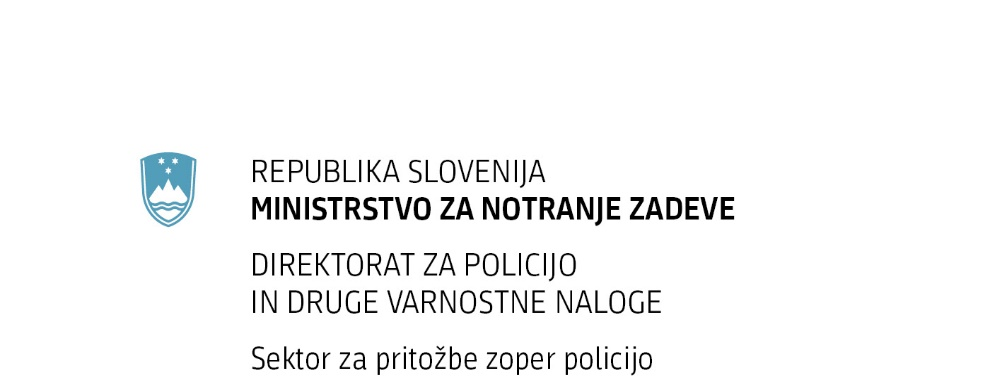 REPUBLIKA SLOVENIJA
MINISTRSTVO ZA NOTRANJE ZADEVE
DIREKTORAT ZA POLICIJO
IN DRUGE VARNOSTNE NALOGE
Sektor za pritožbe zoper policijo